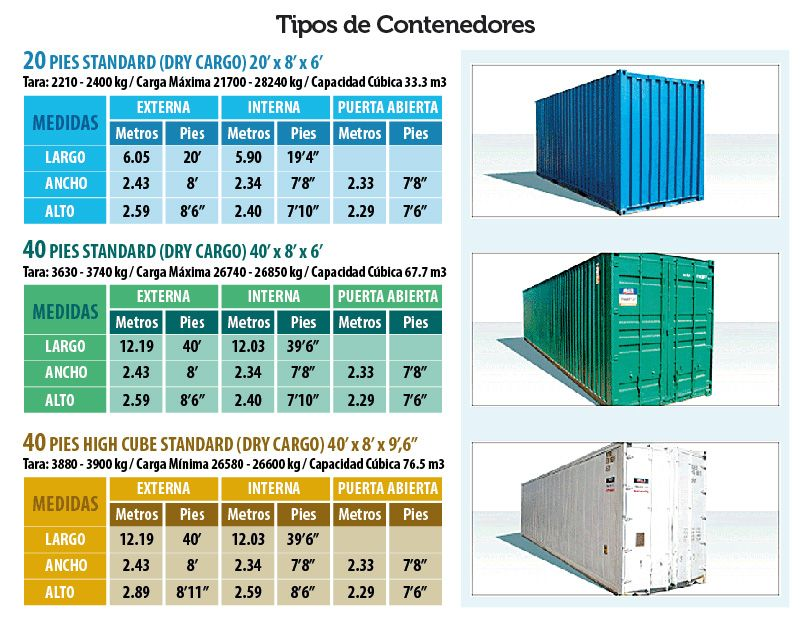 Tipos de Contenedores
20 PIES STANDARD (DRY CARGO) 20’ x 8’ x 6’
Tara: 2210 - 2400 kg / Carga Máxima 21700 - 28240 kg / Capacidad Cúbica 33.3 m3
MEDIDAS EXTERNA INTERNA PUERTA ABIERTA
Metros Pies Metros Pies Metros Pies
LARGO 6.05 20’ 5.90 19’4”
ANCHO 2.43 8’ 2.34 7’8” 2.33 7’8”
ALTO 2.59 8’6” 2.40 7’10” 2.29 7’6”
40 PIES STANDARD (DRY CARGO) 40’ x 8’ x 6’
Tara: 3630 - 3740 kg / Carga Máxima 26740 - 26850 kg / Capacidad Cúbica 67.7 m3
MEDIDAS EXTERNA INTERNA PUERTA ABIERTA
Metros Pies Metros Pies Metros Pies
LARGO 12.19 40’ 12.03 39’6”
ANCHO 2.43 8’ 2.34 7’8” 2.33 7’8”
ALTO 2.59 8’6” 2.40 7’10” 2.29 7’6”
40 PIES HIGH CUBE STANDARD (DRY CARGO) 40’ x 8’ x 9’,6”
Tara: 3880 - 3900 kg / Carga Mínima 26580 - 26600 kg / Capacidad Cúbica 76.5 m3
MEDIDAS EXTERNA INTERNA PUERTA ABIERTA
Metros Pies Metros Pies Metros Pies
LARGO 12.19 40’ 12.03 39’6”
ANCHO 2.43 8’ 2.34 7’8” 2.33 7’8”
ALTO 2.89 8’11” 2.59 8’6” 2.29 7’6”